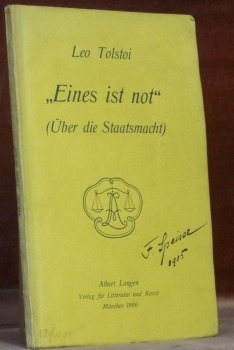 Leo Tolstoi
„Eines ist not“
(Über die Staatsmacht)
F. Speiser
1915
Albert Langen
Verlag für Litteratur und Kunst
München 1906